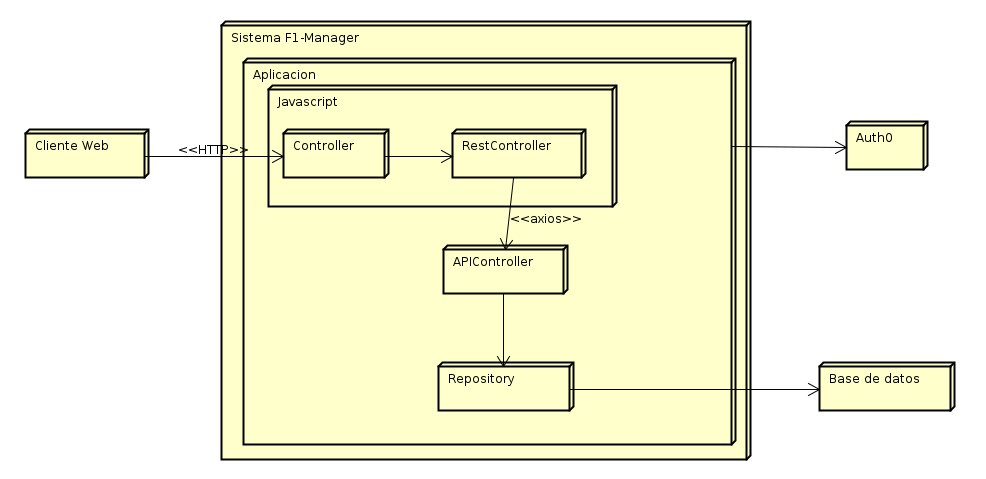 Sistema F1-Manager
Aplicacion
Javascript
Cliente Web
<<HTTP>>
Controller
RestController
Auth0
<<axios>>
APIController
Repository
Base de datos